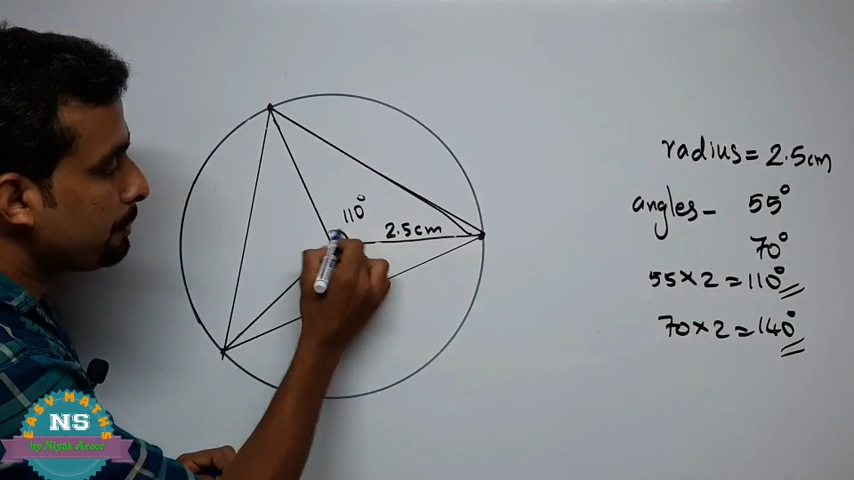 radius = 2.5cm
angles - 55°
70°
55×2=110°
70×2=140°
110°
2.5cm
EASY MATHS
NS
by Niyas Aroor